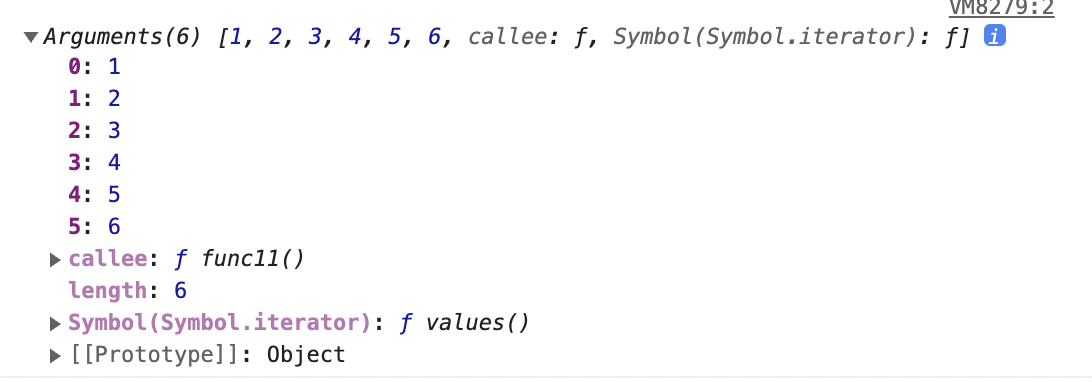 VM8279:2
▼Arguments(6) [1, 2, 3, 4, 5, 6, callee: ƒ, Symbol(Symbol.iterator): ƒ] i
0: 1
1: 2
2: 3
3: 4
4: 5
5: 6
▶callee: ƒ func11()
length: 6
▶Symbol(Symbol.iterator): ƒ values()
▶[[Prototype]]: Object